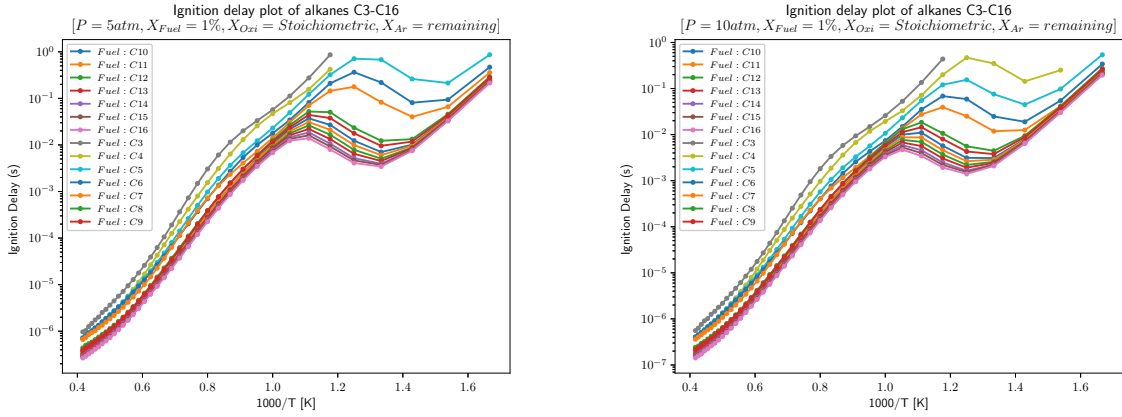 Ignition delay plot of alkanes C3-C16
[P = 5atm, X_Fuel = 1%, X_Oxi = Stoichiometric, X_Ar = remaining]
10^0
10^−1
10^−2
10^−3
10^−4
10^−5
10^−6
Ignition Delay (s)
Fuel : C10
Fuel : C11
Fuel : C12
Fuel : C13
Fuel : C14
Fuel : C15
Fuel : C16
Fuel : C3
Fuel : C4
Fuel : C5
Fuel : C6
Fuel : C7
Fuel : C8
Fuel : C9
0.4 0.6 0.8 1.0 1.2 1.4 1.6
1000/T [K]
Ignition delay plot of alkanes C3-C16
[P = 10atm, X_Fuel = 1%, X_Oxi = Stoichiometric, X_Ar = remaining]
10^0
10^−1
10^−2
10^−3
10^−4
10^−5
10^−6
10^−7
Ignition Delay (s)
Fuel : C10
Fuel : C11
Fuel : C12
Fuel : C13
Fuel : C14
Fuel : C15
Fuel : C16
Fuel : C3
Fuel : C4
Fuel : C5
Fuel : C6
Fuel : C7
Fuel : C8
Fuel : C9
0.4 0.6 0.8 1.0 1.2 1.4 1.6
1000/T [K]